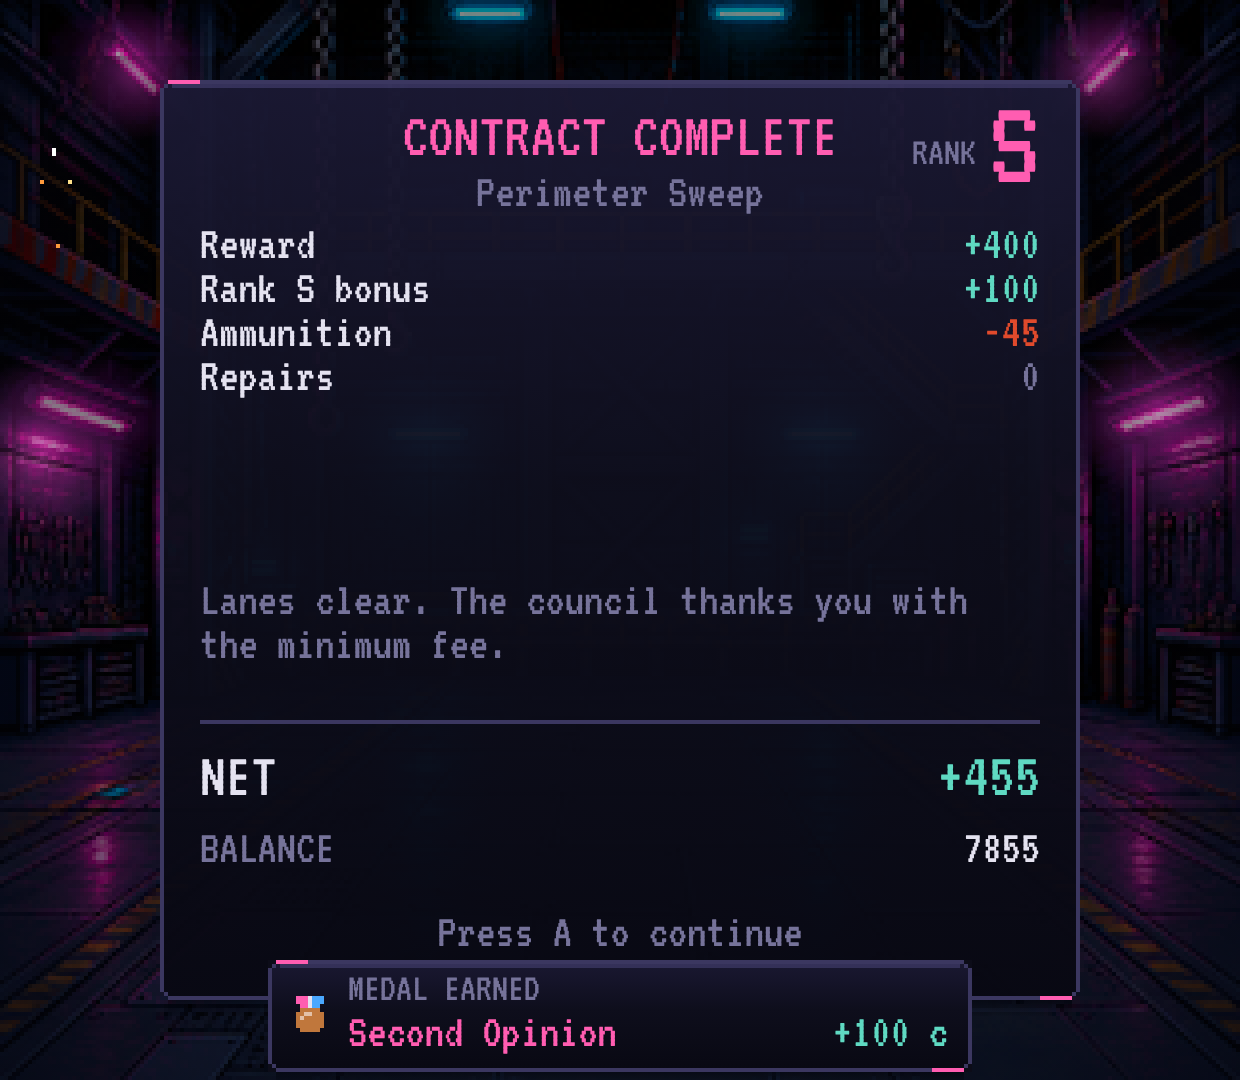 CONTRACT COMPLETE
RANK S
Perimeter Sweep
Reward +400
Rank S bonus +100
Ammunition -45
Repairs 0
Lanes clear. The council thanks you with
the minimum fee.
NET +455
BALANCE 7855
Press A to continue
MEDAL EARNED
Second Opinion +100 c